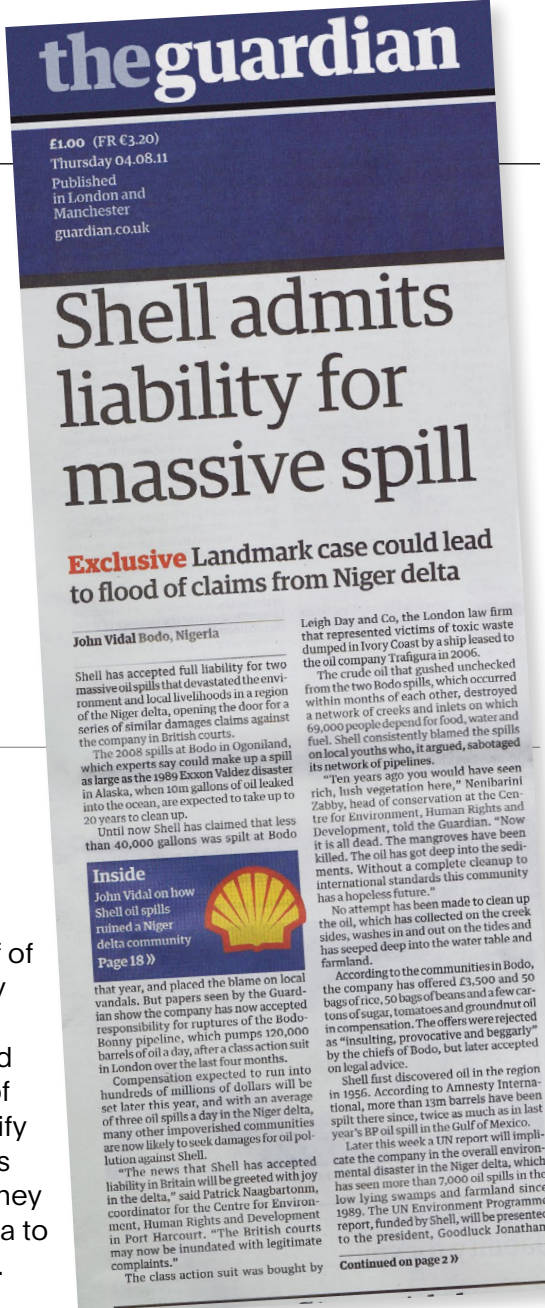 theguardian
£1.00 (FR €3.20)
Thursday 04.08.11
Published
in London and
Manchester
guardian.co.uk
Shell admits
liability for
massive spill
Exclusive Landmark case could lead
to flood of claims from Niger delta
John Vidal Bodo, Nigeria
Shell has accepted full liability for two
massive oil spills that devastated the envi-
ronment and local livelihoods in a region
of the Niger delta, opening the door for a
series of similar damages claims against
the company in British courts.
The 2008 spills at Bodo in Ogoniland,
which experts say could make up a spill
as large as the 1989 Exxon Valdez disaster
in Alaska, when 10m gallons of oil leaked
into the ocean, are expected to take up to
20 years to clean up.
Until now Shell has claimed that less
than 40,000 gallons was spilt at Bodo
Inside
John Vidal on how
Shell oil spills
ruined a Niger
delta community
Page 18 »
that year, and placed the blame on local
vandals. But papers seen by the Guard-
ian show the company has now accepted
responsibility for ruptures of the Bodo-
Bonny pipeline, which pumps 120,000
barrels of oil a day, after a class action suit
in London over the last four months.
Compensation expected to run into
hundreds of millions of dollars will be
set later this year, and with an average
of three oil spills a day in the Niger delta,
many other impoverished communities
are now likely to seek damages for oil pol-
lution against Shell.
"The news that Shell has accepted
liability in Britain will be greeted with joy
in the delta," said Patrick Naagbartonm,
coordinator for the Centre for Environ-
ment, Human Rights and Development
in Port Harcourt. "The British courts
may now be inundated with legitimate
complaints."
The class action suit was bought by
Leigh Day and Co, the London law firm
that represented victims of toxic waste
dumped in Ivory Coast by a ship leased to
the oil company Trafigura in 2006.
The crude oil that gushed unchecked
from the two Bodo spills, which occurred
within months of each other, destroyed
a network of creeks and inlets on which
69,000 people depend for food, water and
fuel. Shell consistently blamed the spills
on local youths who, it argued, sabotaged
its network of pipelines.
"Ten years ago you would have seen
rich, lush vegetation here," Nenibarini
Zabby, head of conservation at the Cen-
tre for Environment, Human Rights and
Development, told the Guardian. "Now
it is all dead. The mangroves have been
killed. The oil has got deep into the sedi-
ments. Without a complete cleanup to
international standards this community
has a hopeless future."
No attempt has been made to clean up
the oil, which has collected on the creek
sides, washes in and out on the tides and
has seeped deep into the water table and
farmland.
According to the communities in Bodo,
the company has offered £3,500 and 50
bags of rice, 50 bags of beans and a few car-
tons of sugar, tomatoes and groundnut oil
in compensation. The offers were rejected
as "insulting, provocative and beggarly"
by the chiefs of Bodo, but later accepted
on legal advice.
Shell first discovered oil in the region
in 1956. According to Amnesty Interna-
tional, more than 13m barrels have been
spilt there since, twice as much as in last
year's BP oil spill in the Gulf of Mexico.
Later this week a UN report will impli-
cate the company in the overall environ-
mental disaster in the Niger delta, which
has seen more than 7,000 oil spills in the
low lying swamps and farmland since
1989. The UN Environment Programme
report, funded by Shell, will be presented
to the president, Goodluck Jonathan,
Continued on page 2 »
of
a to